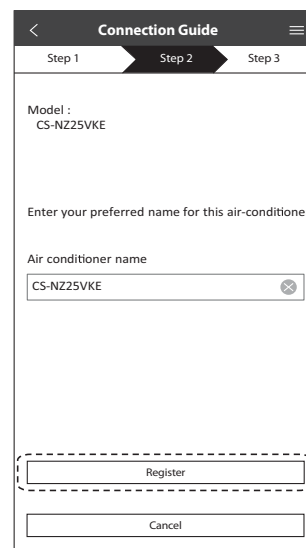 Connection Guide
Step 1 Step 2 Step 3
Model :
CS-NZ25VKE
Enter your preferred name for this air-conditione
Air conditioner name
CS-NZ25VKE
Register
Cancel